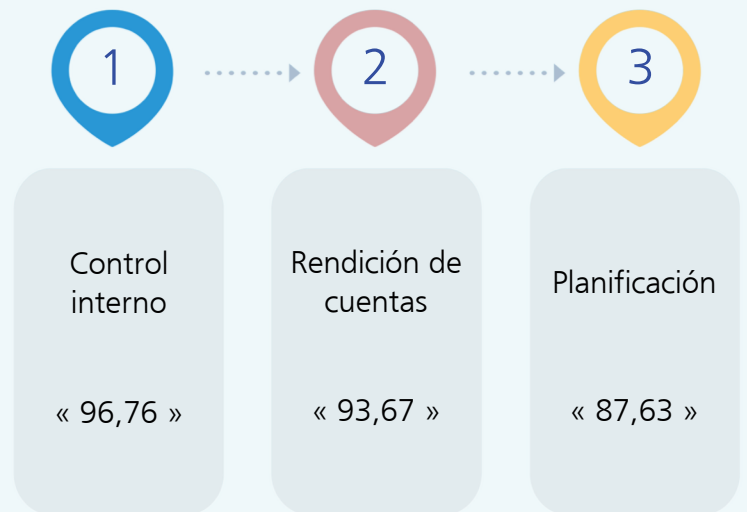 1
2
3
Control
interno
« 96,76 »
Rendición de
cuentas
« 93,67 »
Planificación
« 87,63 »